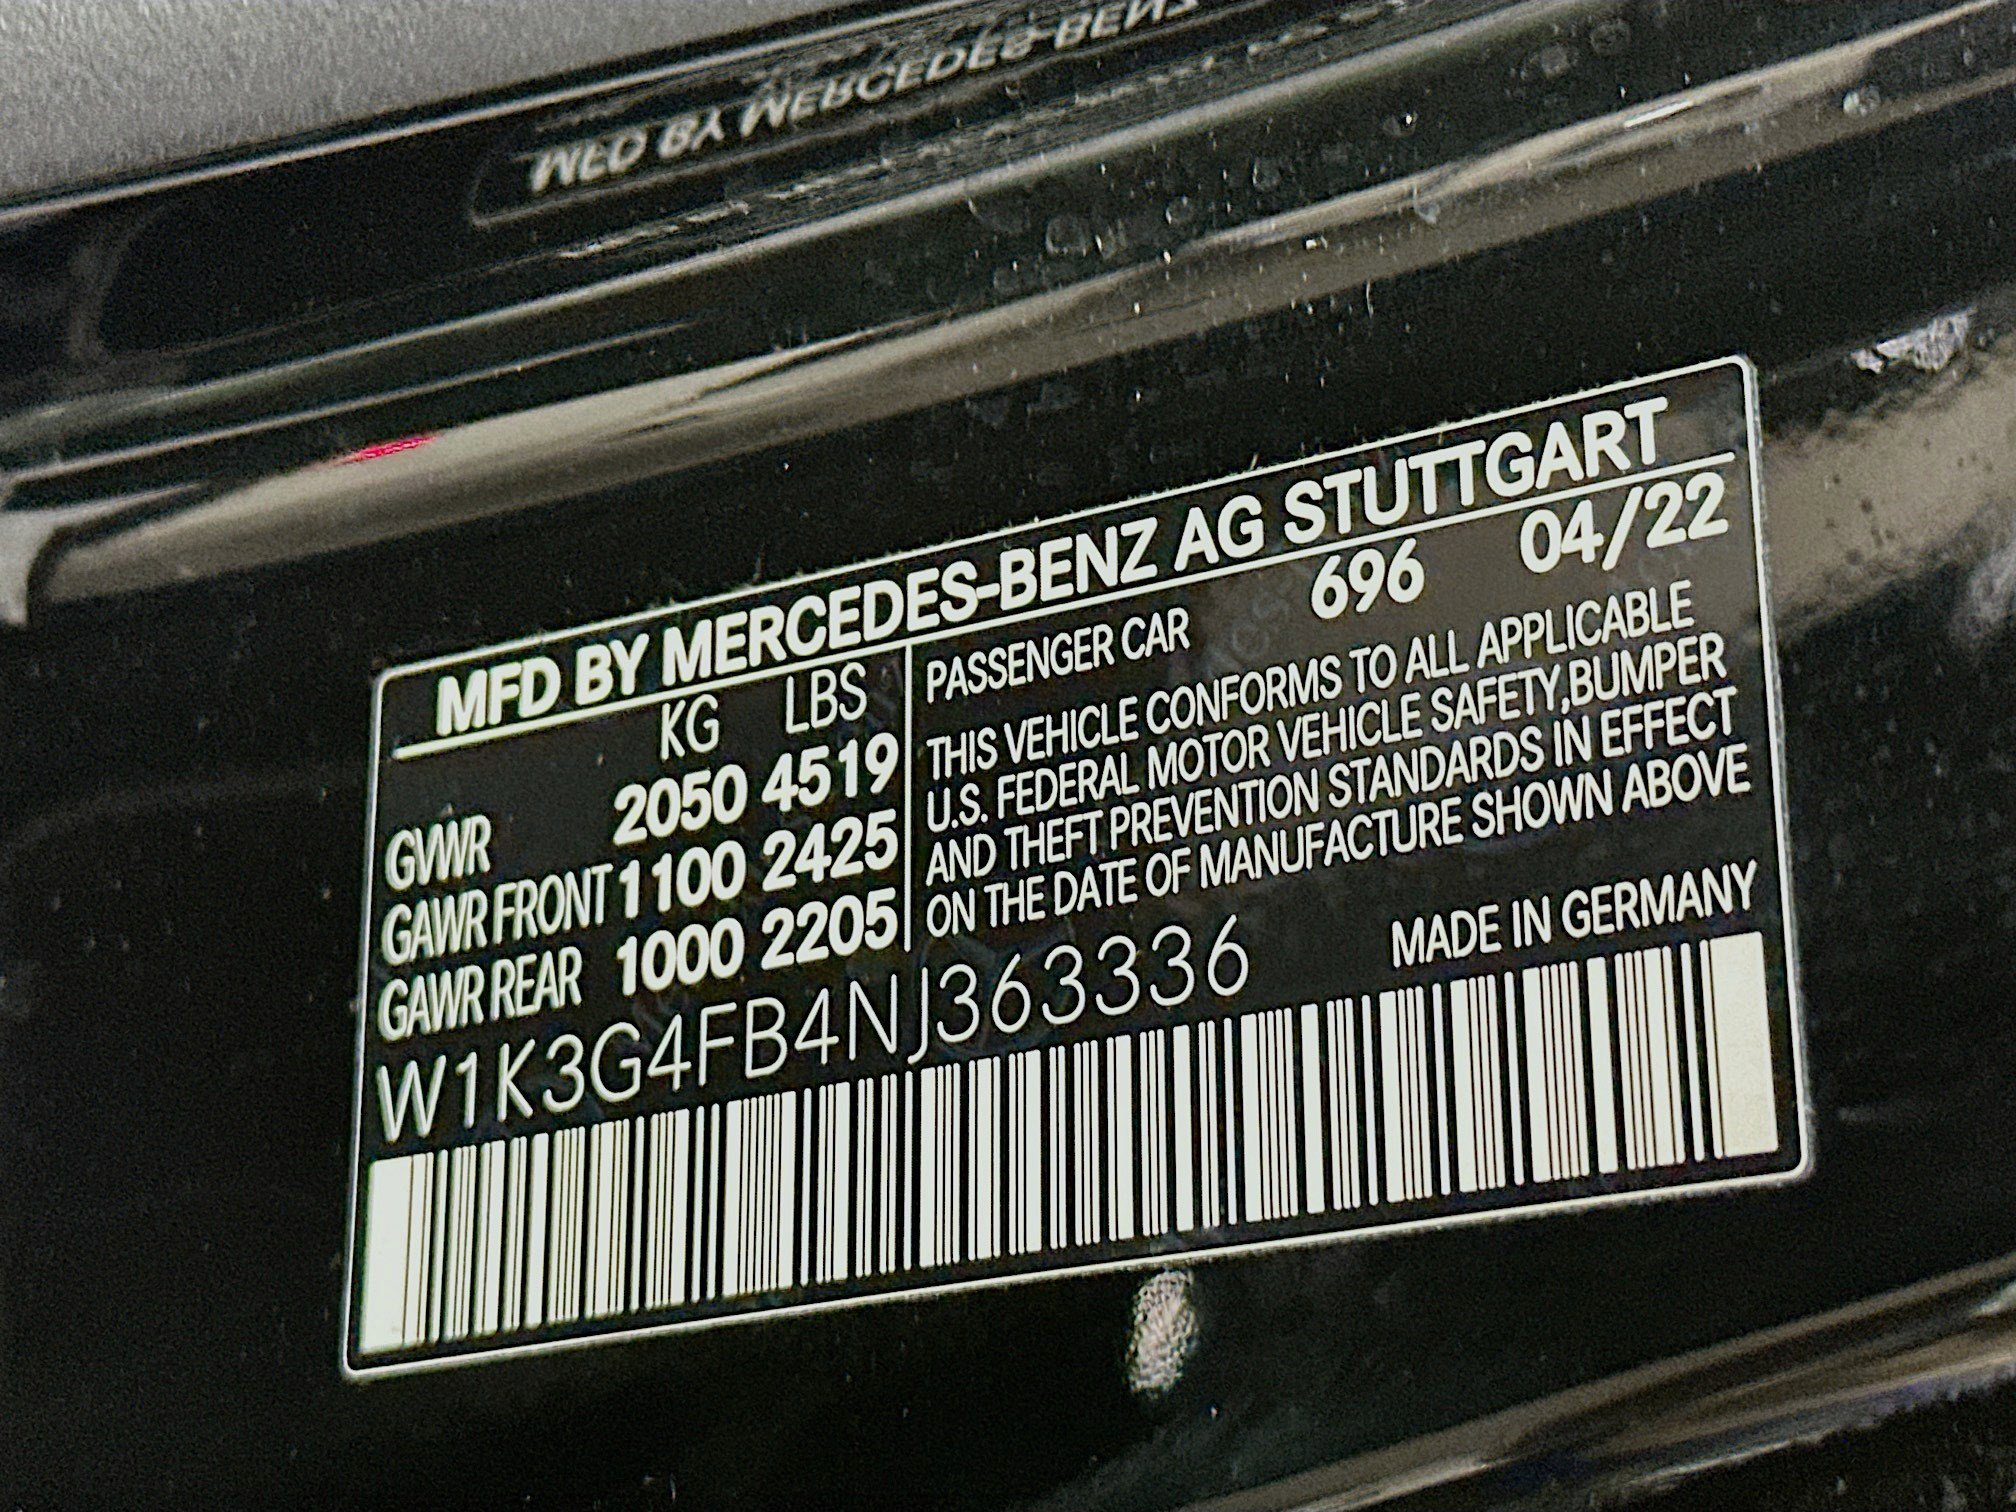 MFD BY MERCEDES-BENZ
MFD BY MERCEDES-BENZ AG STUTTGART
KG LBS
GVWR 2050 4519
GAWR FRONT 1100 2425
GAWR REAR 1000 2205
PASSENGER CAR 696 04/22
THIS VEHICLE CONFORMS TO ALL APPLICABLE
U.S. FEDERAL MOTOR VEHICLE SAFETY,BUMPER
AND THEFT PREVENTION STANDARDS IN EFFECT
ON THE DATE OF MANUFACTURE SHOWN ABOVE
MADE IN GERMANY
W1K3G4FB4NJ363336